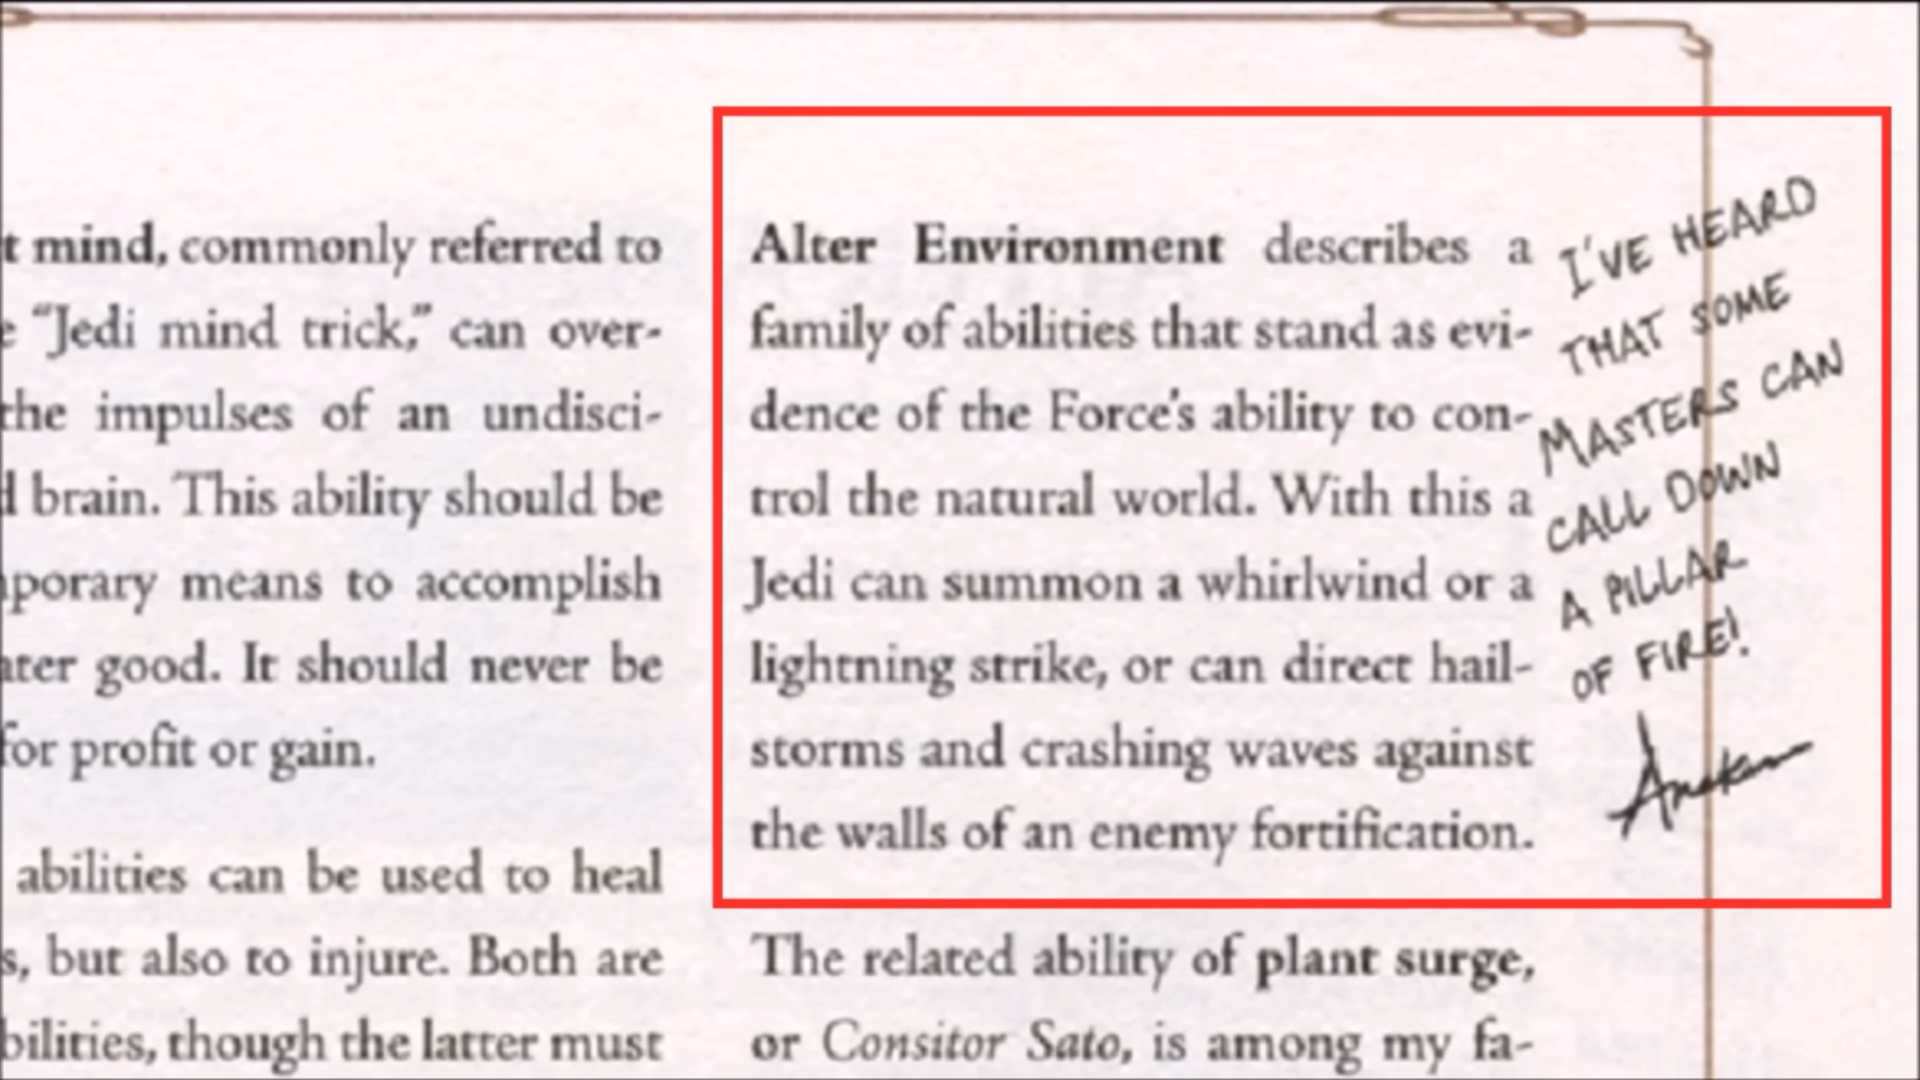 t mind, commonly referred to
"Jedi mind trick," can over-
the impulses of an undisci-
brain. This ability should be
means to accomplish
good. It should never be
for profit or gain.
abilities can be used to heal
but also to injure. Both are
though the latter must
Alter Environment describes a
family of abilities that stand as evi-
dence of the Force's ability to con-
trol the natural world. With this a
Jedi can summon a whirlwind or a
lightning strike, or can direct hail-
storms and crashing waves against
the walls of an enemy fortification.
The related ability of plant surge,
or Consitor Sato, is among my fa-
I'VE HEARD
THAT SOME
MASTERS CAN
CALL DOWN
A PILLAR
OF FIRE!
Anakin